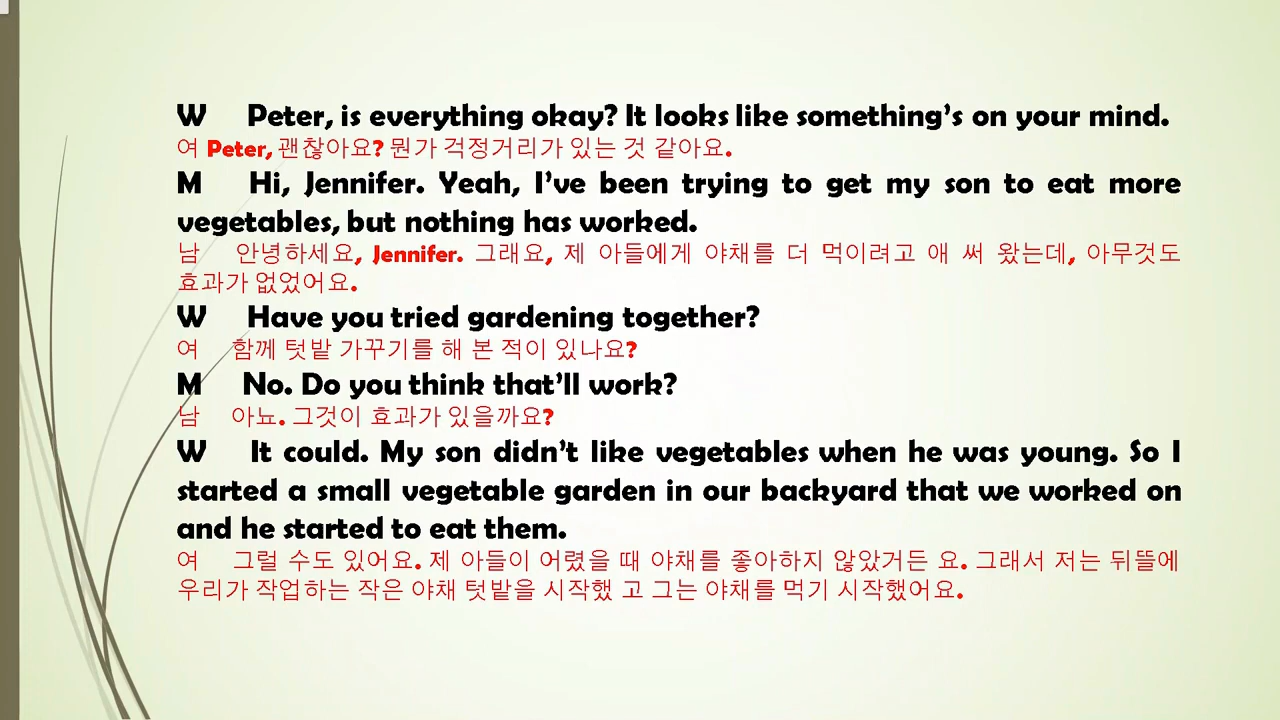 W Peter, is everything okay? It looks like something's on your mind.
여 Peter, 괜찮아요? 뭔가 걱정거리가 있는 것 같아요.
M Hi, Jennifer. Yeah, I've been trying to get my son to eat more
vegetables, but nothing has worked.
남 안녕하세요, Jennifer. 그래요, 제 아들에게 야채를 더 먹이려고 애 써 왔는데, 아무것도
효과가 없었어요.
W Have you tried gardening together?
여 함께 텃밭 가꾸기를 해 본 적이 있나요?
M No. Do you think that'll work?
남 아뇨. 그것이 효과가 있을까요?
W It could. My son didn't like vegetables when he was young. So I
started a small vegetable garden in our backyard that we worked on
and he started to eat them.
여 그럴 수도 있어요. 제 아들이 어렸을 때 야채를 좋아하지 않았거든 요. 그래서 저는 뒤뜰에
우리가 작업하는 작은 야채 텃밭을 시작했 고 그는 야채를 먹기 시작했어요.